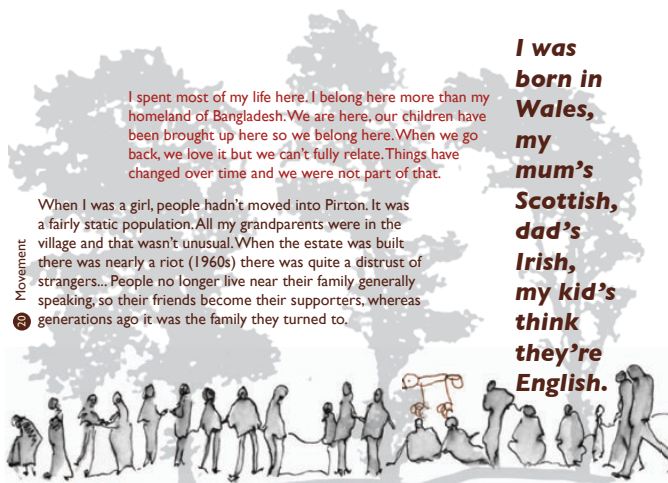 I spent most of my life here. I belong here more than my
homeland of Bangladesh. We are here, our children have
been brought up here so we belong here. When we go
back, we love it but we can't fully relate. Things have
changed over time and we were not part of that.
When I was a girl, people hadn't moved into Pirton. It was
a fairly static population. All my grandparents were in the
village and that wasn't unusual. When the estate was built
there was nearly a riot (1960s) there was quite a distrust of
strangers... People no longer live near their family generally
speaking, so their friends become their supporters, whereas
generations ago it was the family they turned to.
I was
born in
Wales,
my
mum's
Scottish,
dad's
Irish,
my kid's
think
they're
English.
Movement
20